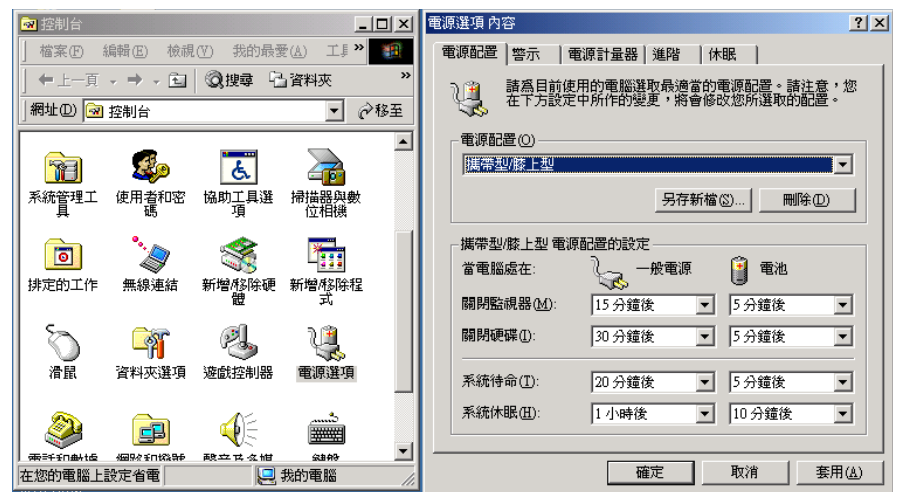 控制台
檔案(F) 編輯(E) 檢視(V) 我的最愛(A)
上一頁 搜尋 資料夾
網址(D) 控制台 移至
系統管理工具
使用者和密碼
協助工具選項
掃描器與數位相機
排定的工作
無線連結
新增/移除硬體
新增/移除程式
滑鼠
資料夾選項
遊戲控制器
電源選項
在您的電腦上設定省電
我的電腦
電源選項 內容
電源配置 警示 電源計量器 進階 休眠
請為目前使用的電腦選取最適當的電源配置。請注意,您
在下方設定中所作的變更,將會修改您所選取的配置。
電源配置(O)
攜帶型/膝上型
另存新檔(S)... 刪除(D)
攜帶型/膝上型 電源配置的設定
當電腦處在: 一般電源 電池
關閉監視器(M): 15 分鐘後 5 分鐘後
關閉硬碟(I): 30 分鐘後 5 分鐘後
系統待命(T): 20 分鐘後 5 分鐘後
系統休眠(H): 1 小時後 10 分鐘後
確定 取消 套用(A)